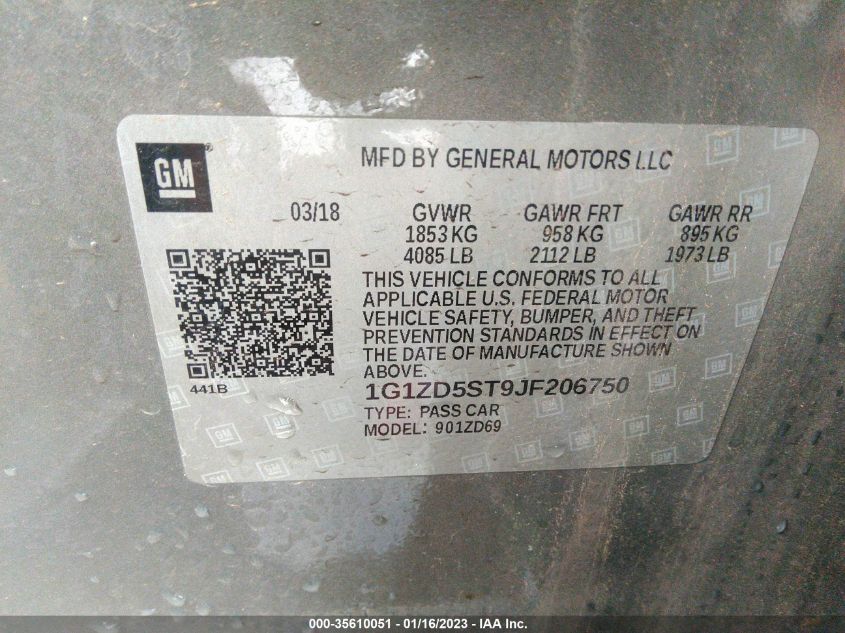 GM
MFD BY GENERAL MOTORS LLC
03/18 GVWR GAWR FRT GAWR RR
1853 KG 958 KG 895 KG
4085 LB 2112 LB 1973 LB
THIS VEHICLE CONFORMS TO ALL
APPLICABLE U.S. FEDERAL MOTOR
VEHICLE SAFETY, BUMPER, AND THEFT
PREVENTION STANDARDS IN EFFECT ON
THE DATE OF MANUFACTURE SHOWN
ABOVE.
441B
1G1ZD5ST9JF206750
TYPE: PASS CAR
MODEL: 901ZD69
000-35610051 - 01/16/2023 - IAA Inc.